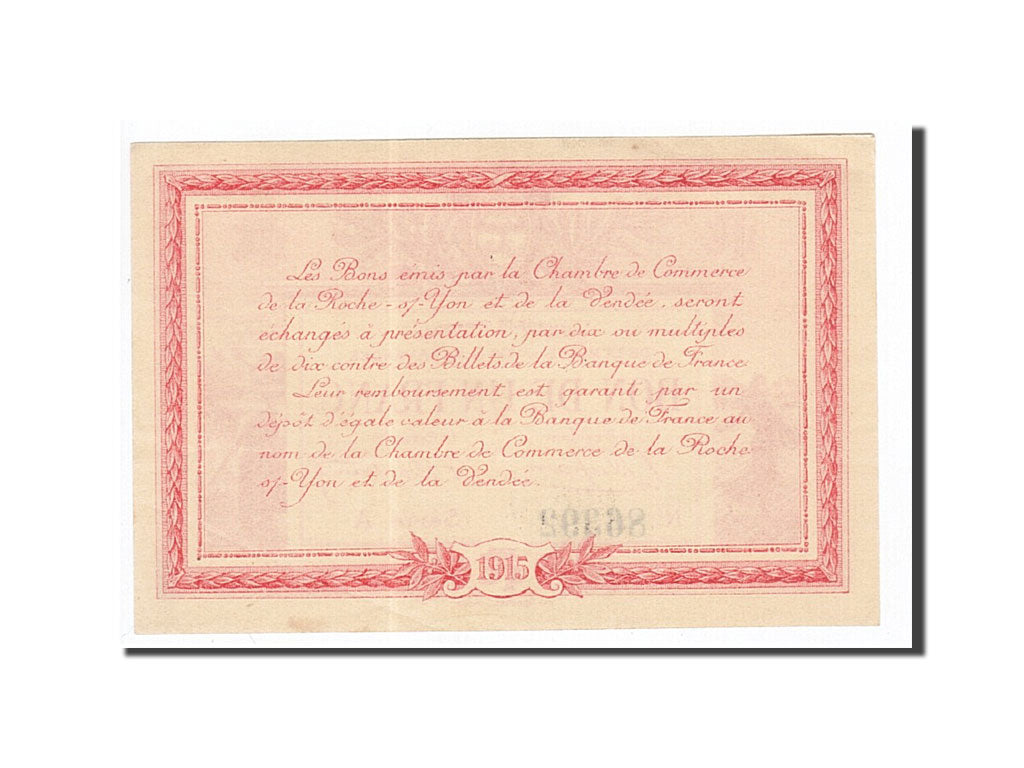 Les Bons émis par la Chambre de Commerce
de la Roche-s/-Yon et de la Vendée, seront
échangés à présentation, par dix ou multiples
de dix contre des Billets de la Banque de France.
Leur remboursement est garanti par un
dépôt d'égale valeur à la Banque de France au
nom de la Chambre de Commerce de la Roche
s/-Yon et de la Vendée.
86392
1915